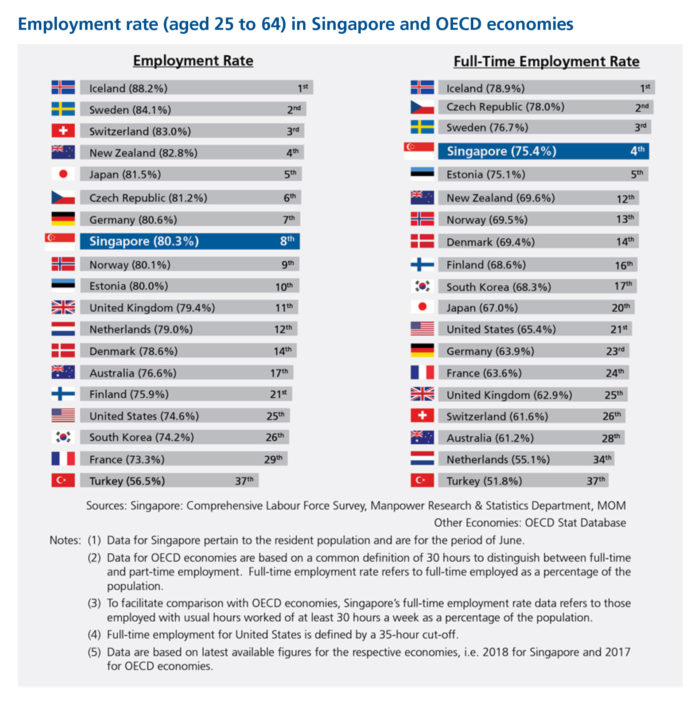 Employment rate (aged 25 to 64) in Singapore and OECD economies
Employment Rate
Iceland (88.2%) 1st
Sweden (84.1%) 2nd
Switzerland (83.0%) 3rd
New Zealand (82.8%) 4th
Japan (81.5%) 5th
Czech Republic (81.2%) 6th
Germany (80.6%) 7th
Singapore (80.3%) 8th
Norway (80.1%) 9th
Estonia (80.0%) 10th
United Kingdom (79.4%) 11th
Netherlands (79.0%) 12th
Denmark (78.6%) 14th
Australia (76.6%) 17th
Finland (75.9%) 21st
United States (74.6%) 25th
South Korea (74.2%) 26th
France (73.3%) 29th
Turkey (56.5%) 37th
Full-Time Employment Rate
Iceland (78.9%) 1st
Czech Republic (78.0%) 2nd
Sweden (76.7%) 3rd
Singapore (75.4%) 4th
Estonia (75.1%) 5th
New Zealand (69.6%) 12th
Norway (69.5%) 13th
Denmark (69.4%) 14th
Finland (68.6%) 16th
South Korea (68.3%) 17th
Japan (67.0%) 20th
United States (65.4%) 21st
Germany (63.9%) 23rd
France (63.6%) 24th
United Kingdom (62.9%) 25th
Switzerland (61.6%) 26th
Australia (61.2%) 28th
Netherlands (55.1%) 34th
Turkey (51.8%) 37th
Sources: Singapore: Comprehensive Labour Force Survey, Manpower Research & Statistics Department, MOM
Other Economies: OECD Stat Database
Notes: (1) Data for Singapore pertain to the resident population and are for the period of June.
(2) Data for OECD economies are based on a common definition of 30 hours to distinguish between full-time
and part-time employment. Full-time employment rate refers to full-time employed as a percentage of the
population.
(3) To facilitate comparison with OECD economies, Singapore's full-time employment rate data refers to those
employed with usual hours worked of at least 30 hours a week as a percentage of the population.
(4) Full-time employment for United States is defined by a 35-hour cut-off.
(5) Data are based on latest available figures for the respective economies, i.e. 2018 for Singapore and 2017
for OECD economies.